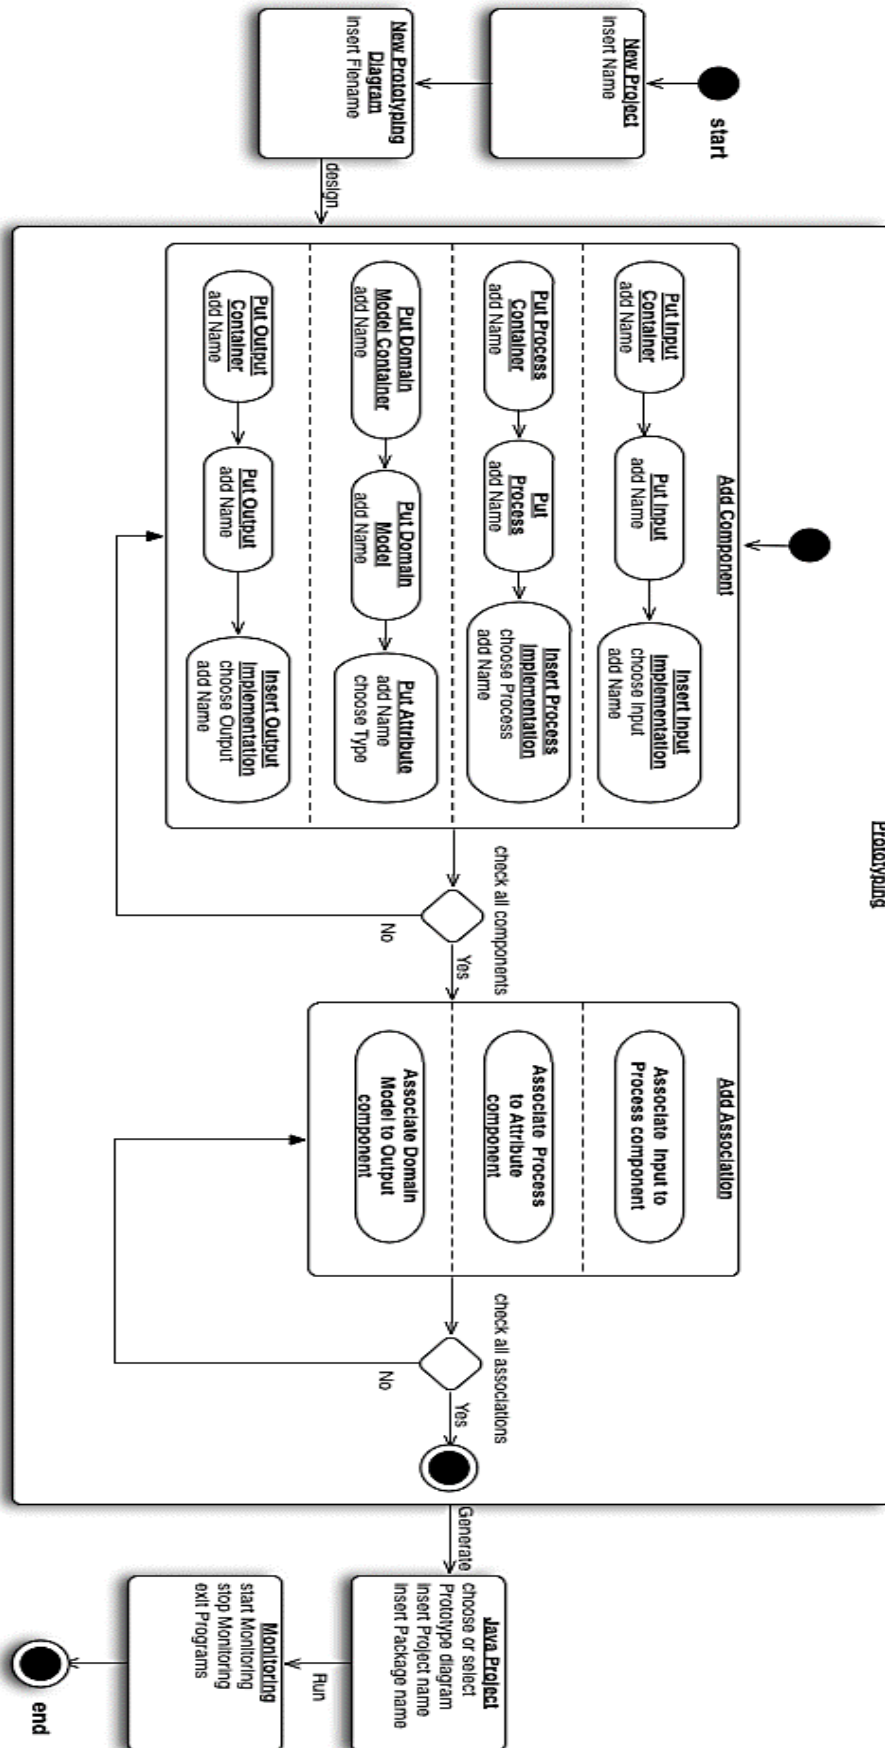 start
New Project
Insert Name
New Prototyping
Diagram
Insert Filename
design
Prototyping
Add Component
Put Input
Container
add Name
Put Input
add Name
Insert Input
Implementation
choose Input
add Name
Put Process
Container
add Name
Put
Process
add Name
Insert Process
Implementation
choose Process
add Name
Put Domain
Model Container
add Name
Put Domain
Model
add Name
Put Attribute
add Name
choose Type
Put Output
Container
add Name
Put Output
add Name
Insert Output
Implementation
choose Output
add Name
check all components
Yes
No
Add Association
Associate Input to
Process component
Associate Process
to Attribute
component
Associate Domain
Model to Output
component
check all associations
Yes
No
Generate
Java Project
choose or select
Prototype diagram
Insert Project name
Insert Package name
Run
Monitoring
start Monitoring
stop Monitoring
exit Programs
end